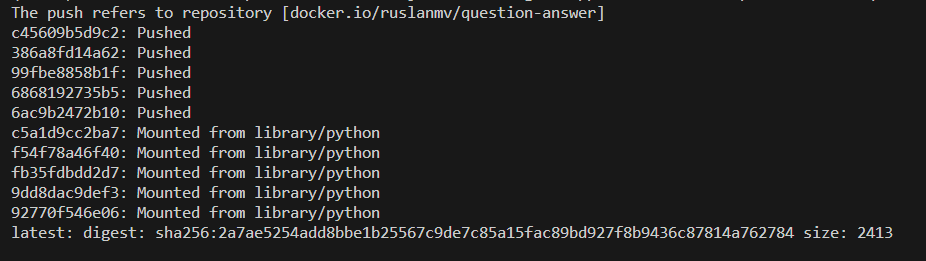 The push refers to repository [docker.io/ruslanmv/question-answer]
c45609b5d9c2: Pushed
386a8fd14a62: Pushed
99fbe8858b1f: Pushed
6868192735b5: Pushed
6ac9b2472b10: Pushed
c5a1d9cc2ba7: Mounted from library/python
f54f78a46f40: Mounted from library/python
fb35fdbdd2d7: Mounted from library/python
9dd8dac9def3: Mounted from library/python
92770f546e06: Mounted from library/python
latest: digest: sha256:2a7ae5254add8bbe1b25567c9de7c85a15fac89bd927f8b9436c87814a762784 size: 2413